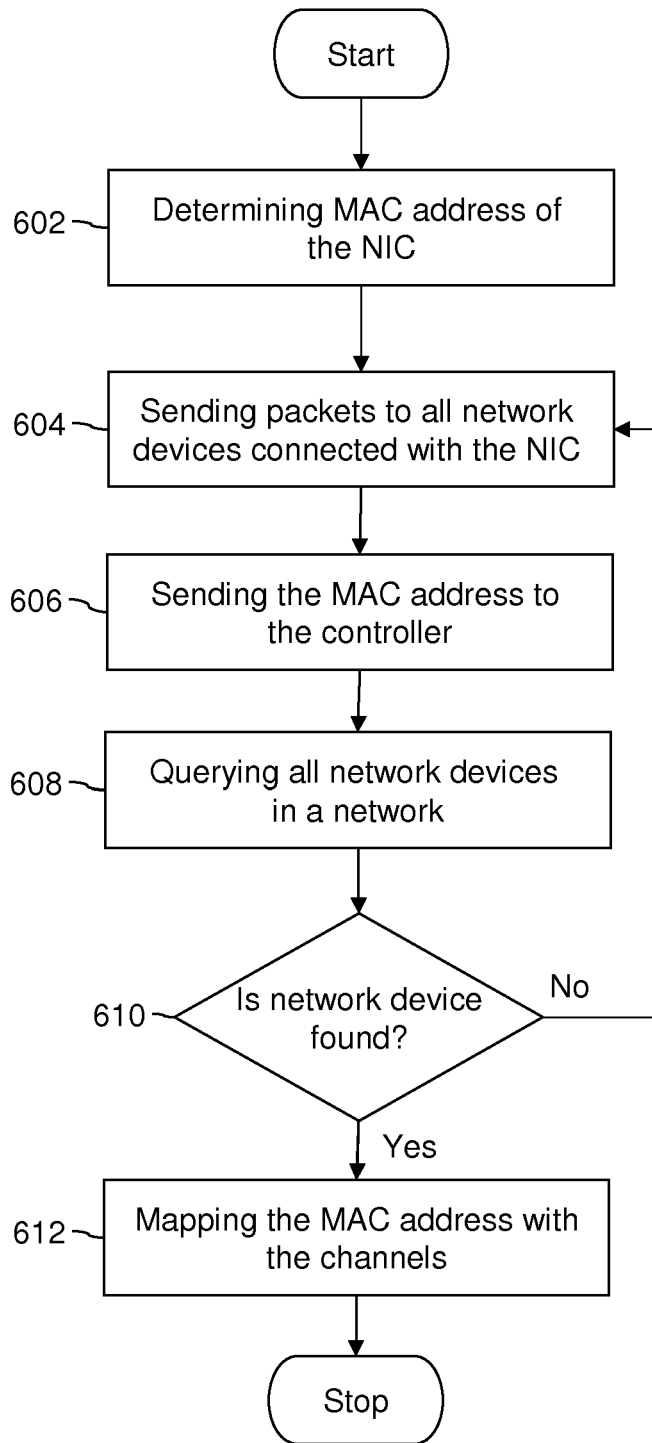 Start
602
Determining MAC address of
the NIC
604
Sending packets to all network
devices connected with the NIC
606
Sending the MAC address to
the controller
608
Querying all network devices
in a network
610
Is network device
found?
No
Yes
612
Mapping the MAC address with
the channels
Stop